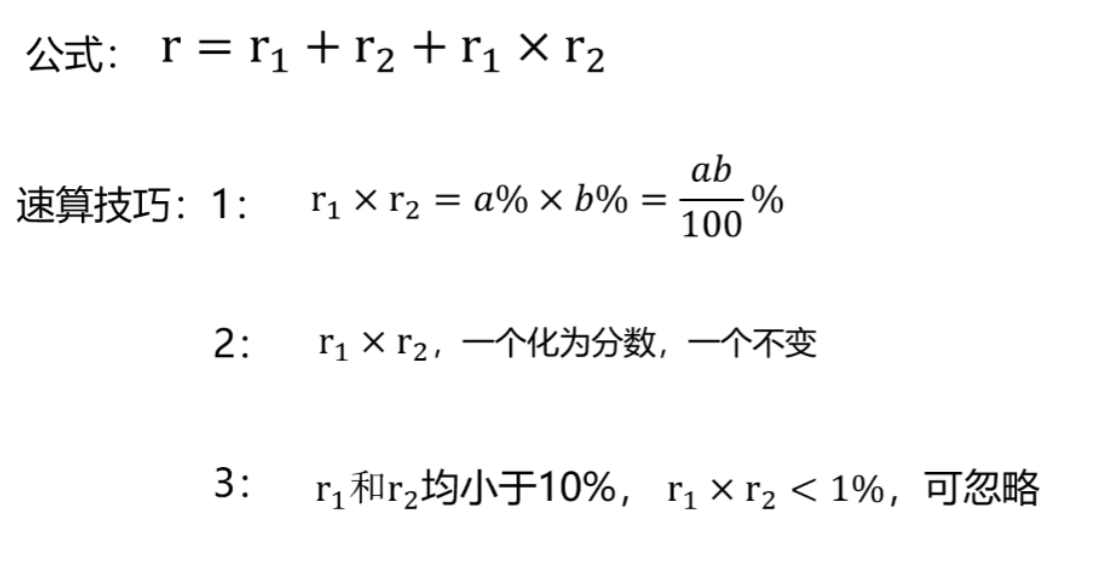 公式： r = r₁ + r₂ + r₁ × r₂
速算技巧：1： r₁ × r₂ = a% × b% = ab/100 %
2： r₁ × r₂，一个化为分数，一个不变
3： r₁和r₂均小于10%， r₁ × r₂ < 1%，可忽略